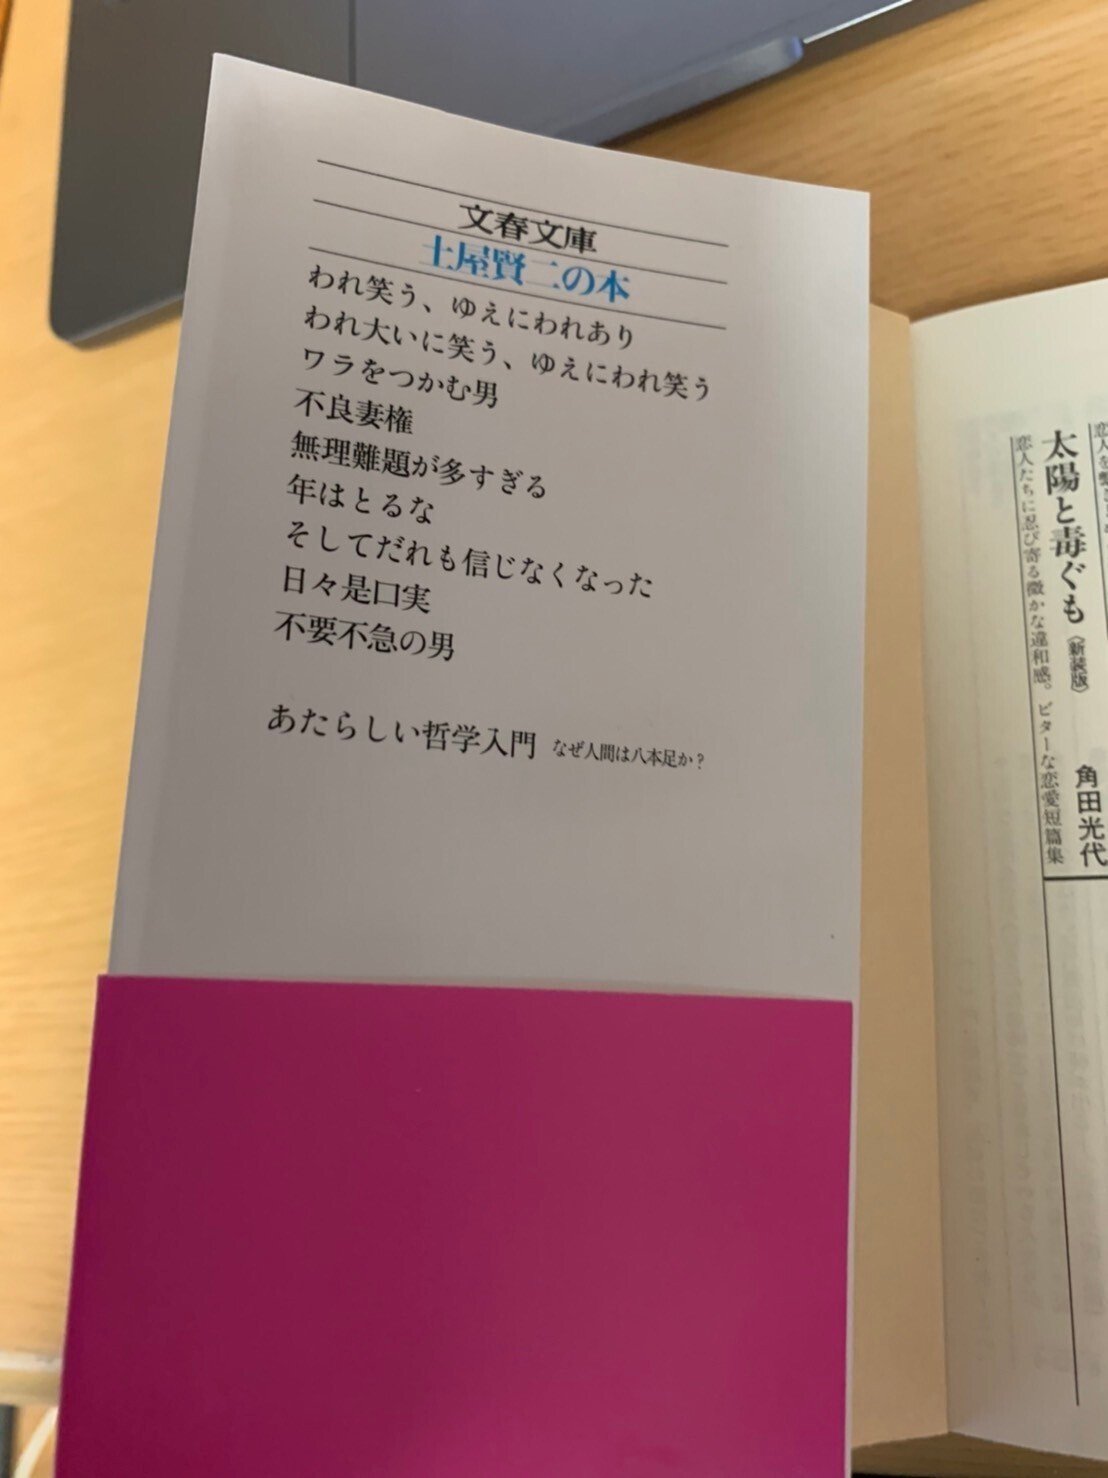 文春文庫
土屋賢二の本
われ笑う、ゆえにわれあり
われ大いに笑う、ゆえにわれ笑う
ワラをつかむ男
不良妻権
無理難題が多すぎる
年はとるな
そしてだれも信じなくなった
日々是口実
不要不急の男
あたらしい哲学入門 なぜ人間は八本足か?
太陽と毒ぐも〈新装版〉 角田光代
恋人たちに忍び寄る微かな違和感。ビターな恋愛短篇集